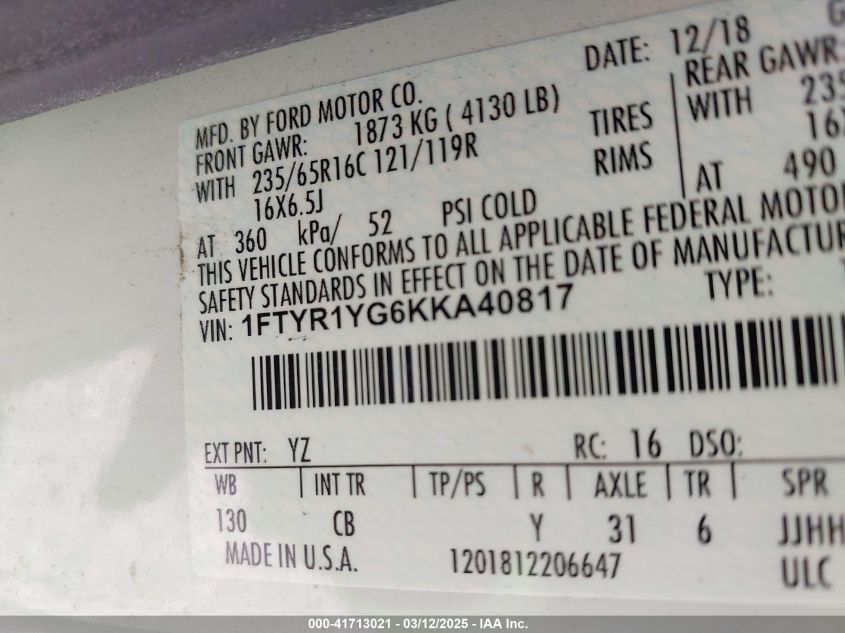 DATE: 12/18
MFD. BY FORD MOTOR CO.
FRONT GAWR: 1873 KG ( 4130 LB)
REAR GAWR:
WITH 235/65R16C 121/119R TIRES
WITH
16X6.5J RIMS
AT 360 kPa/ 52 PSI COLD
AT 490
THIS VEHICLE CONFORMS TO ALL APPLICABLE FEDERAL
SAFETY STANDARDS IN EFFECT ON THE DATE OF
VIN: 1FTYR1YG6KKA40817 TYPE:
EXT PNT: YZ RC: 16 DSO:
WB INT TR TP/PS R AXLE TR SPR
130 CB Y 31 6 JJHH
MADE IN U.S.A. 1201812206647 ULC
000-41713021 - 03/12/2025 - IAA Inc.